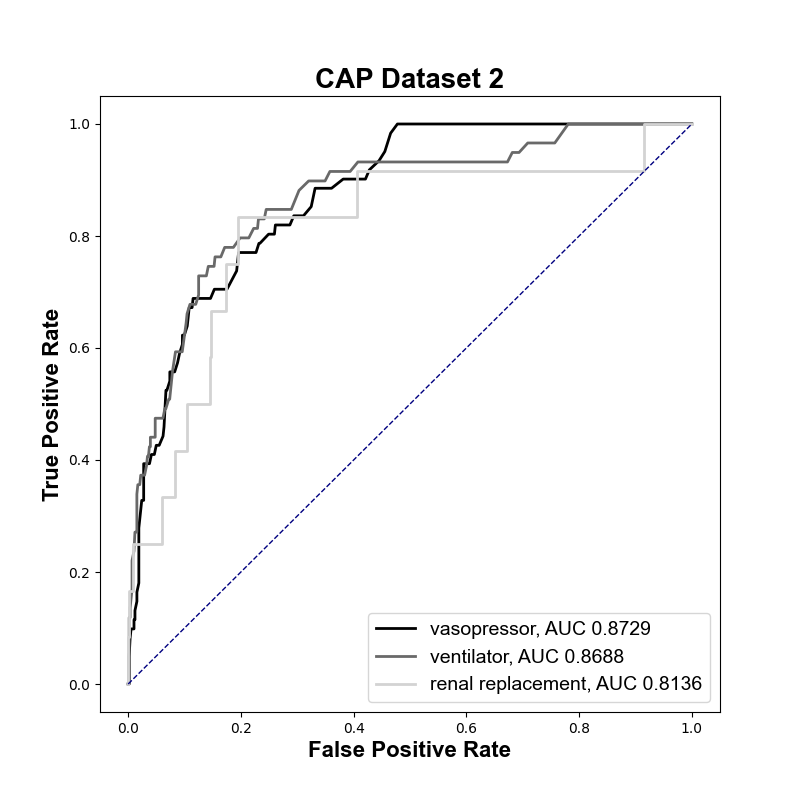 CAP Dataset 2
True Positive Rate
1.0
0.8
0.6
0.4
0.2
0.0
vasopressor, AUC 0.8729
ventilator, AUC 0.8688
renal replacement, AUC 0.8136
0.0 0.2 0.4 0.6 0.8 1.0
False Positive Rate